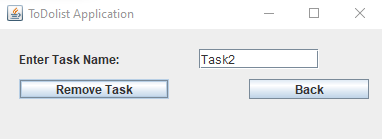 ToDolist Application
Enter Task Name: Task2
Remove Task Back